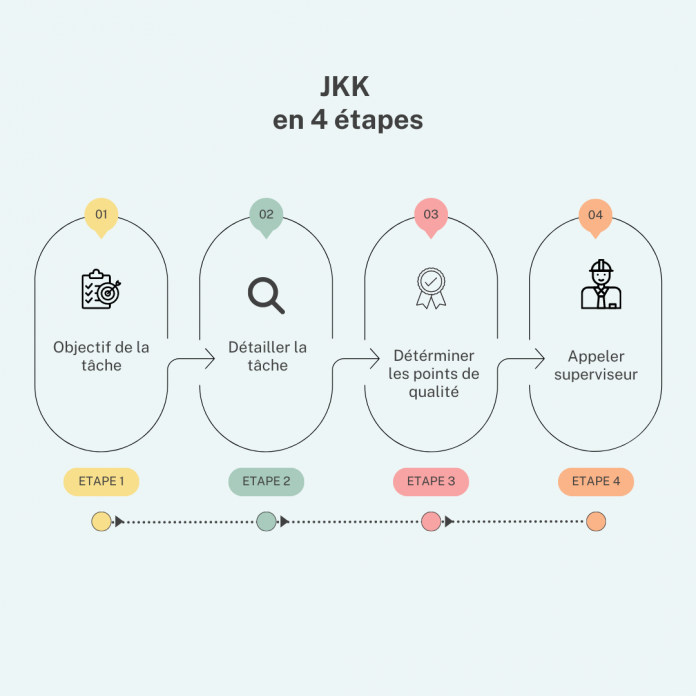 JKK
en 4 étapes
01
02
03
04
Objectif de la
tâche
Détailler la
tâche
Détérminer
les points de
qualité
Appeler
superviseur
ETAPE 1
ETAPE 2
ETAPE 3
ETAPE 4